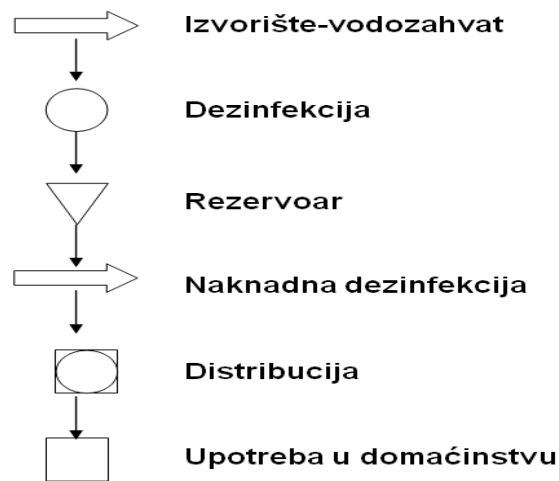 Izvorište-vodozahvat
Dezinfekcija
Rezervoar
Naknadna dezinfekcija
Distribucija
Upotreba u domaćinstvu